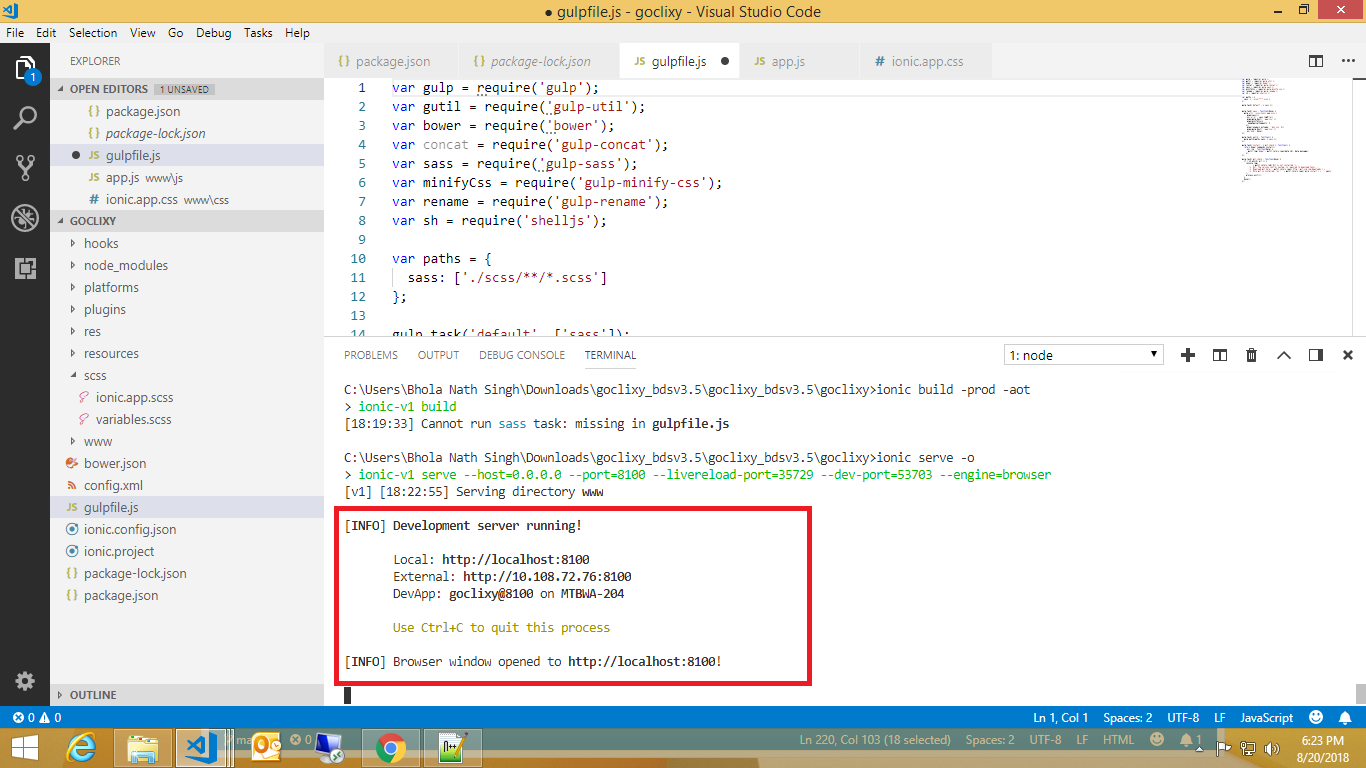 ● gulpfile.js - goclixy - Visual Studio Code
File Edit Selection View Go Debug Tasks Help
EXPLORER
OPEN EDITORS 1 UNSAVED
package.json
package-lock.json
gulpfile.js
app.js www\js
ionic.app.css www\css
GOCLIXY
hooks
node_modules
platforms
plugins
res
resources
scss
ionic.app.scss
variables.scss
www
bower.json
config.xml
JS gulpfile.js
ionic.config.json
ionic.project
{} package-lock.json
{} package.json
OUTLINE
{} package.json {} package-lock.json JS gulpfile.js ● JS app.js # ionic.app.css
1 var gulp = require('gulp');
2 var gutil = require('gulp-util');
3 var bower = require('bower');
4 var concat = require('gulp-concat');
5 var sass = require('gulp-sass');
6 var minifyCss = require('gulp-minify-css');
7 var rename = require('gulp-rename');
8 var sh = require('shelljs');
9
10 var paths = {
11 sass: ['./scss/**/*.scss']
12 };
13
14 gulp.task('default', ['sass']);
PROBLEMS OUTPUT DEBUG CONSOLE TERMINAL 1: node
C:\Users\Bhola Nath Singh\Downloads\goclixy_bdsv3.5\goclixy_bdsv3.5\goclixy>ionic build -prod -aot
> ionic-v1 build
[18:19:33] Cannot run sass task: missing in gulpfile.js
C:\Users\Bhola Nath Singh\Downloads\goclixy_bdsv3.5\goclixy_bdsv3.5\goclixy>ionic serve -o
> ionic-v1 serve --host=0.0.0.0 --port=8100 --livereload-port=35729 --dev-port=53703 --engine=browser
[v1] [18:22:55] Serving directory www
[INFO] Development server running!
Local: http://localhost:8100
External: http://10.108.72.76:8100
DevApp: goclixy@8100 on MTBWA-204
Use Ctrl+C to quit this process
[INFO] Browser window opened to http://localhost:8100!
0 0 Ln 1, Col 1 Spaces: 2 UTF-8 LF JavaScript
0 Ln 220, Col 103 (18 selected) Spaces: 2 UTF-8 LF HTML 1
6:23 PM
8/20/2018